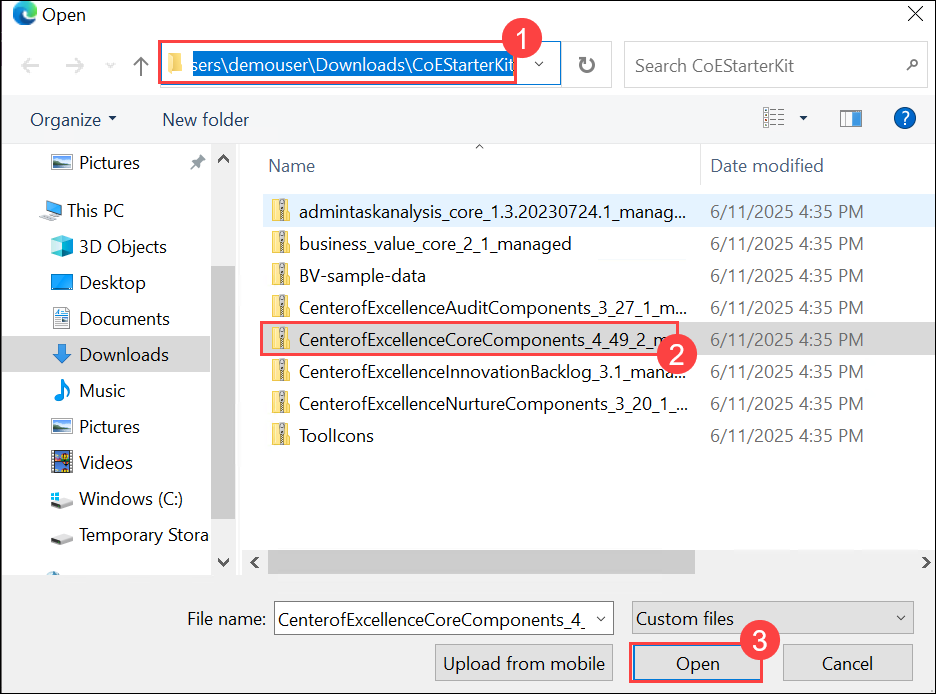 Open
1
sers\demouser\Downloads\CoEStarterKit
Search CoEStarterKit
Organize
New folder
?
Pictures
This PC
3D Objects
Desktop
Documents
Downloads
Music
Pictures
Videos
Windows (C:)
Temporary Stora
Name Date modified
admintaskanalysis_core_1.3.20230724.1_manag... 6/11/2025 4:35 PM
business_value_core_2_1_managed 6/11/2025 4:35 PM
BV-sample-data 6/11/2025 4:35 PM
CenterofExcellenceAuditComponents_3_27_1_m... 6/11/2025 4:35 PM
CenterofExcellenceCoreComponents_4_49_2_m 6/11/2025 4:35 PM
2
CenterofExcellenceInnovationBacklog_3.1_mana... 6/11/2025 4:35 PM
CenterofExcellenceNurtureComponents_3_20_1_... 6/11/2025 4:35 PM
ToolIcons 6/11/2025 4:35 PM
File name: CenterofExcellenceCoreComponents_4_
Custom files
3
Upload from mobile
Open
Cancel